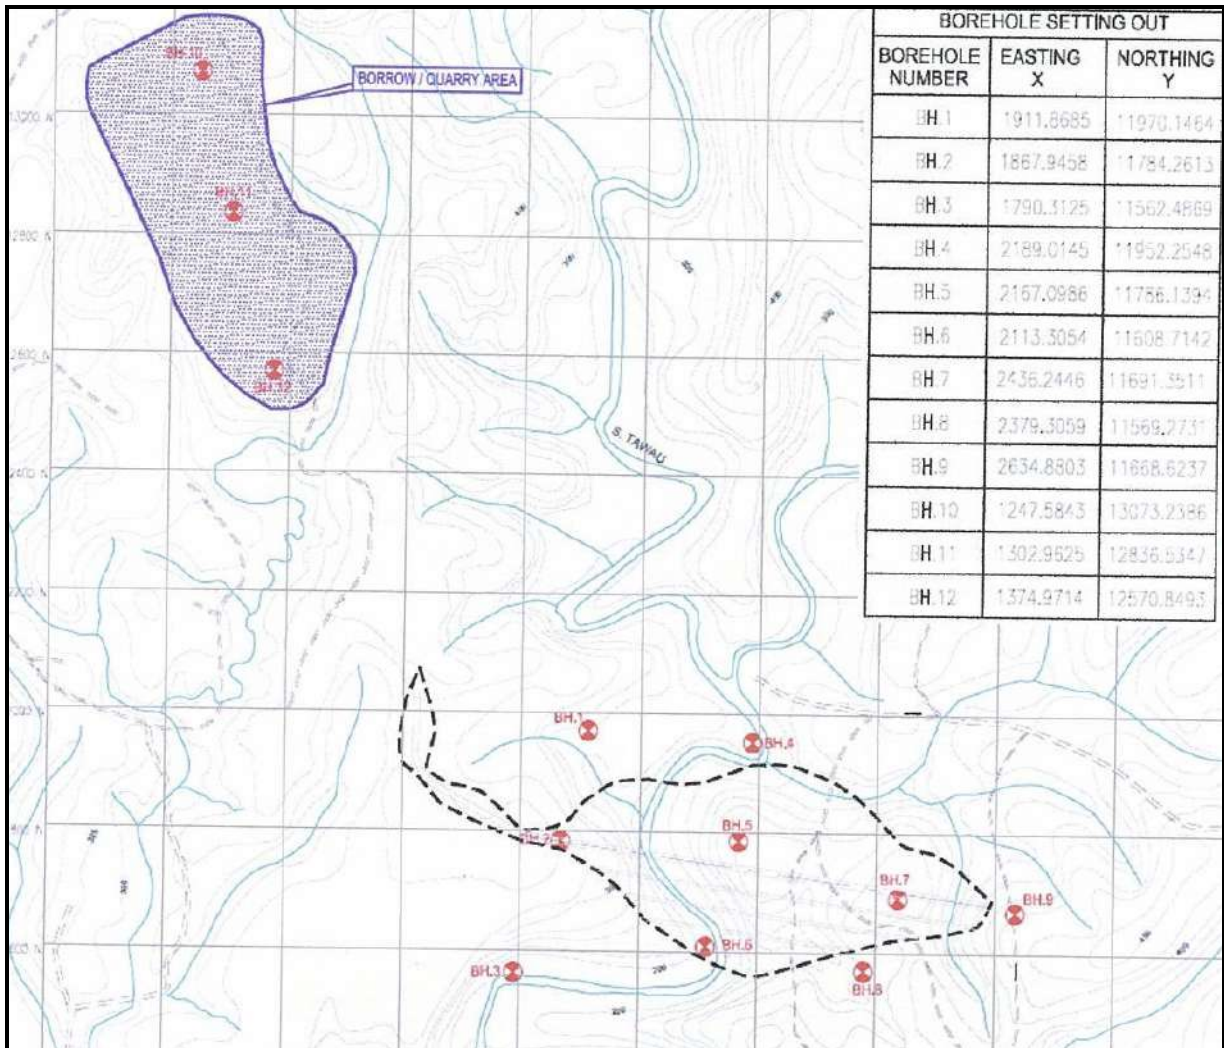 BOREHOLE SETTING OUT
BOREHOLE NUMBER EASTING X NORTHING Y
BH.1 1911.8685 11970.1464
BH.2 1867.9458 11784.2613
BH.3 1790.3125 11562.4869
BH.4 2189.0145 11952.2548
BH.5 2167.0986 11786.1394
BH.6 2113.3054 11608.7142
BH.7 2436.2446 11691.3511
BH.8 2379.3059 11569.2731
BH.9 2634.8803 11668.6237
BH.10 1247.5843 13073.2386
BH.11 1302.9625 12836.5347
BH.12 1374.9714 12570.8493
BH.10
BORROW / QUARRY AREA
BH.11
BH.12
S. TAWAU
BH.1
BH.4
BH.2
BH.5
BH.7
BH.9
BH.6
BH.3
BH.8